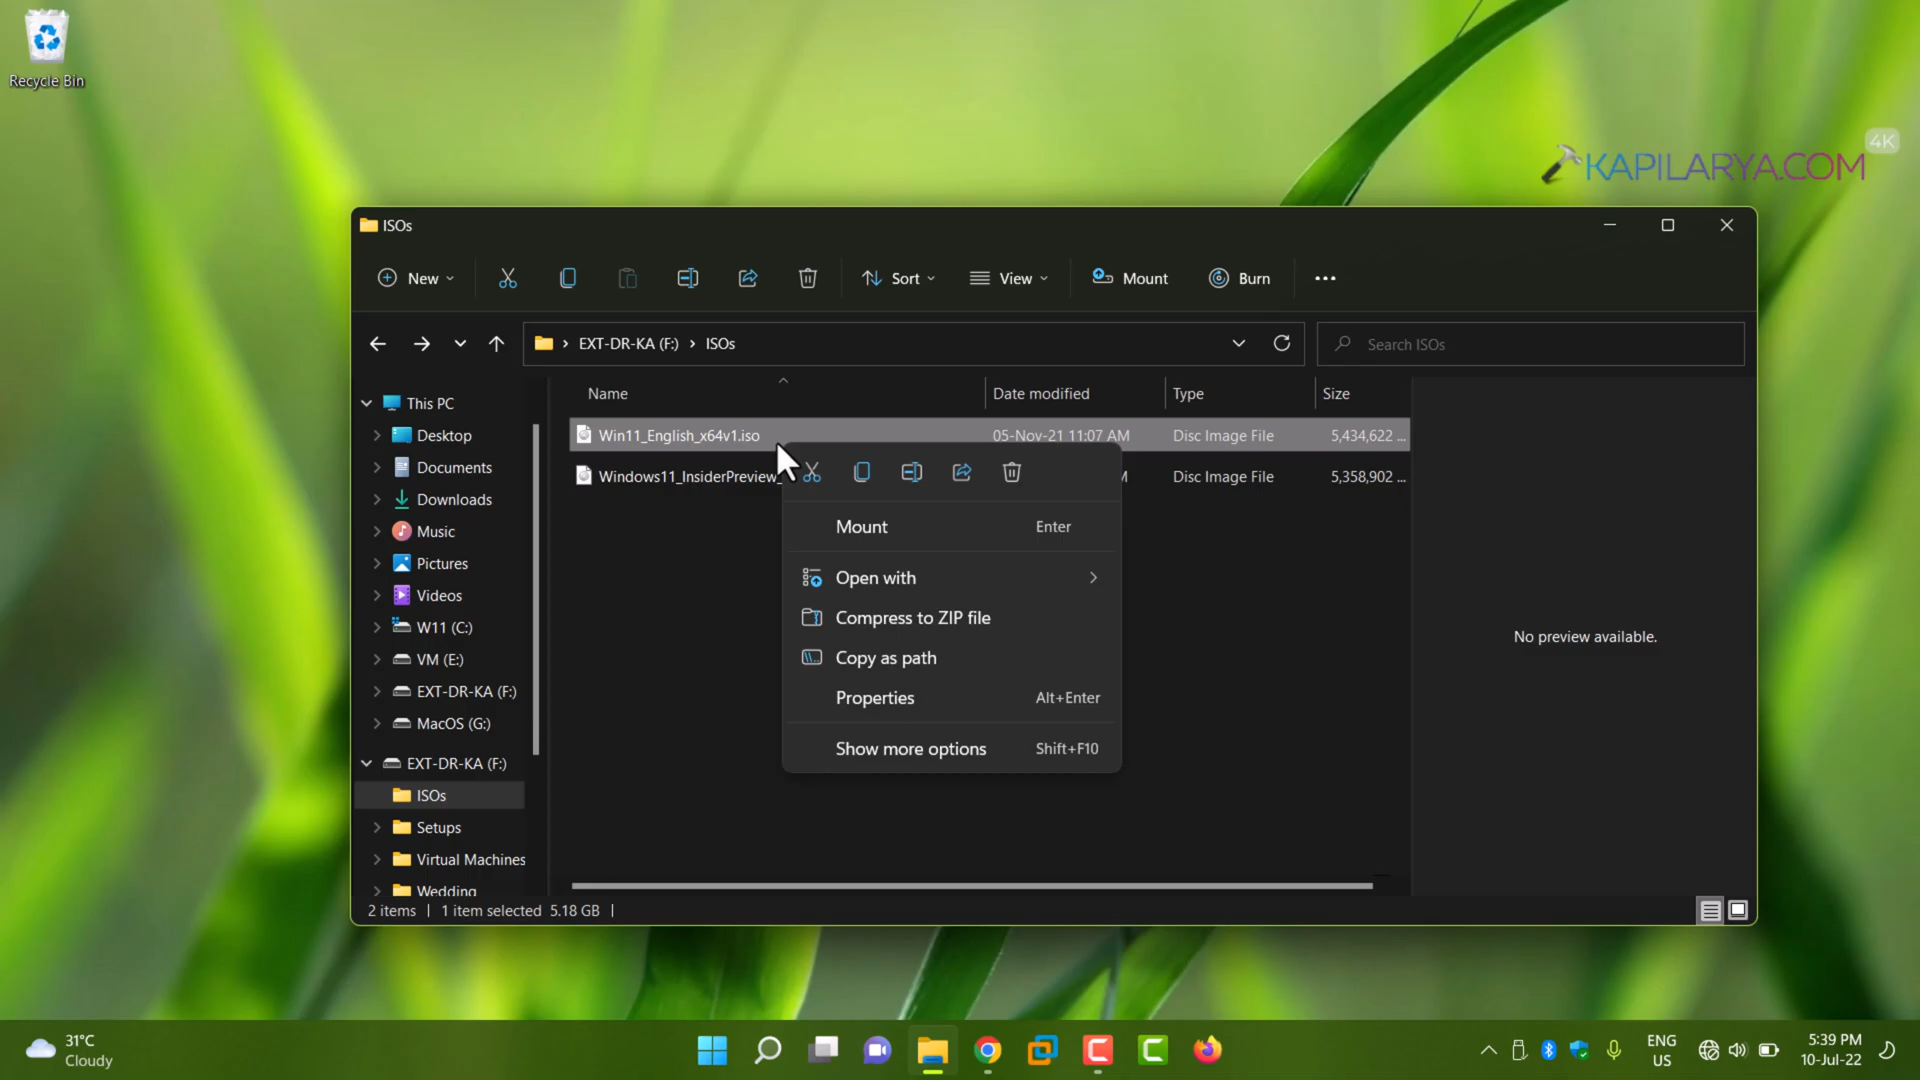 Recycle Bin
4K
KAPILARYA.COM
ISOs
New
Sort
View
Mount
Burn
EXT-DR-KA (F:)
ISOs
Search ISOs
This PC
Desktop
Documents
Downloads
Music
Pictures
Videos
W11 (C:)
VM (E:)
EXT-DR-KA (F:)
MacOS (G:)
EXT-DR-KA (F:)
ISOs
Setups
Virtual Machines
Wedding
Name Date modified Type Size
Win11_English_x64v1.iso 05-Nov-21 11:07 AM Disc Image File 5,434,622 ...
Windows11_InsiderPreview_ Disc Image File 5,358,902 ...
Mount Enter
Open with
Compress to ZIP file
Copy as path
Properties Alt+Enter
Show more options Shift+F10
No preview available.
2 items 1 item selected 5.18 GB
31°C
Cloudy
ENG
US
5:39 PM
10-Jul-22